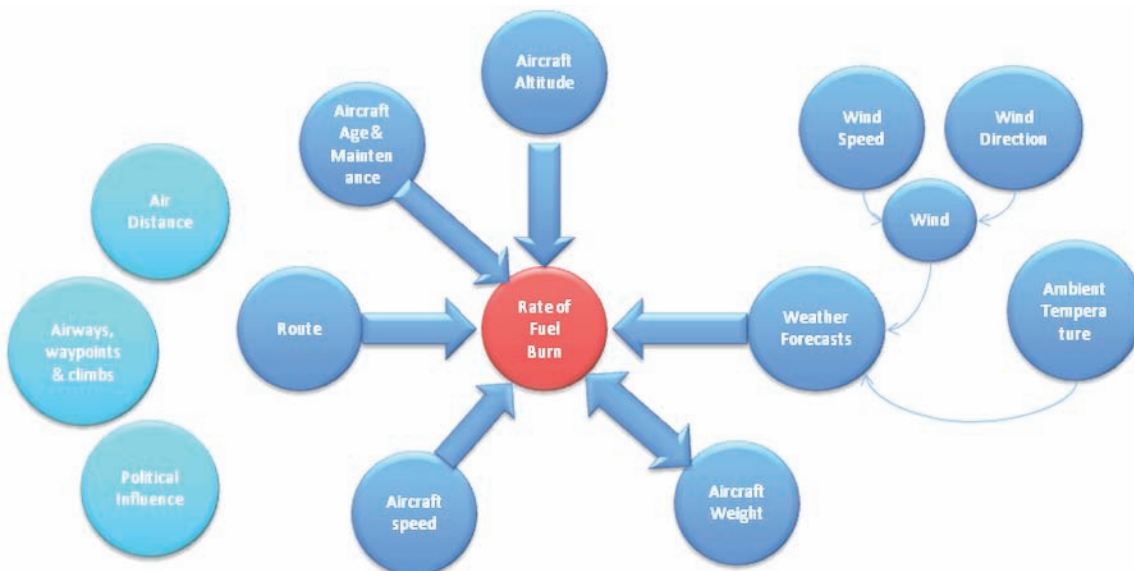 Aircraft
Altitude
Aircraft
Age &
Mainten
ance
Wind
Speed
Wind
Direction
Air
Distance
Wind
Route
Rate of
Fuel
Burn
Weather
Forecasts
Ambient
Tempera
ture
Airways,
waypoints
& climbs
Political
Influence
Aircraft
speed
Aircraft
Weight